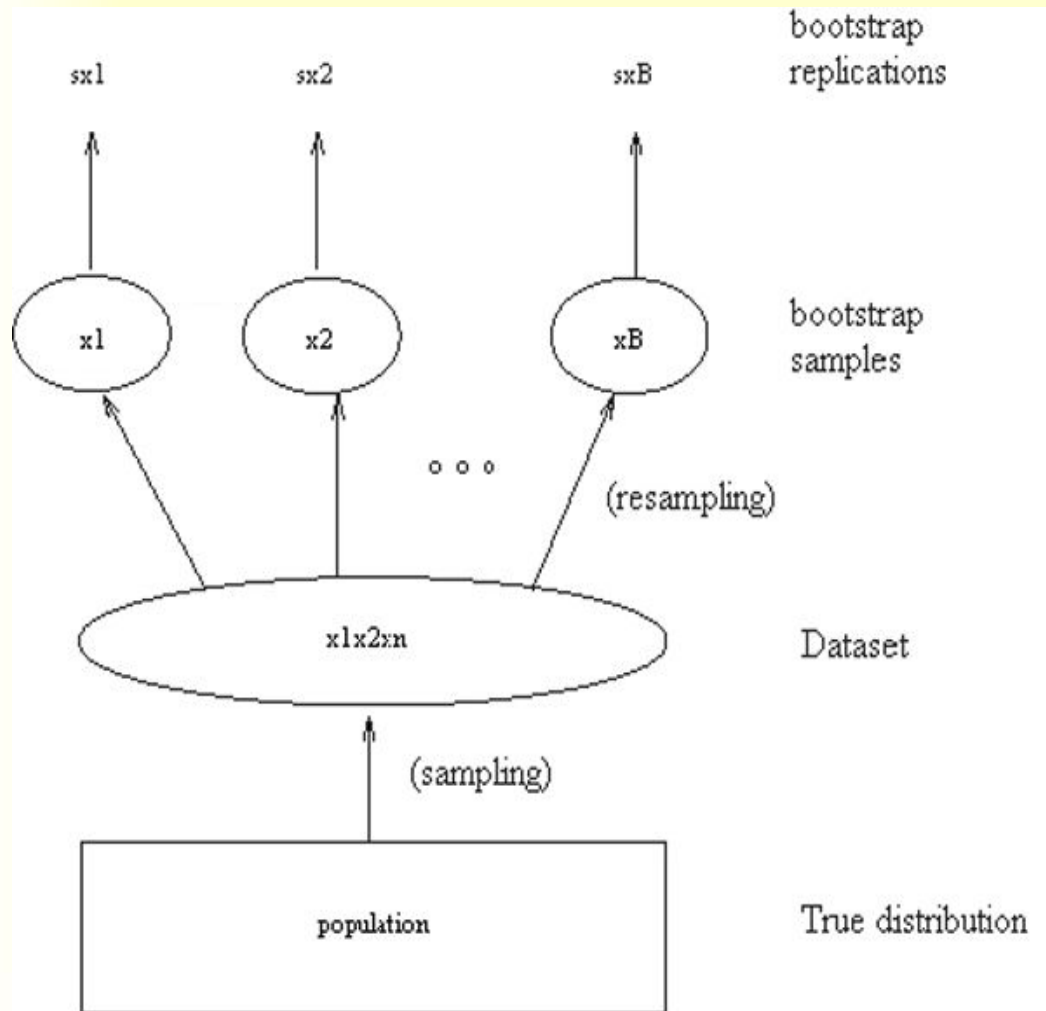 bootstrap
replications
sx1 sx2 sxB
x1 x2 xB
bootstrap
samples
o o o
(resampling)
x1x2xn
Dataset
(sampling)
population
True distribution